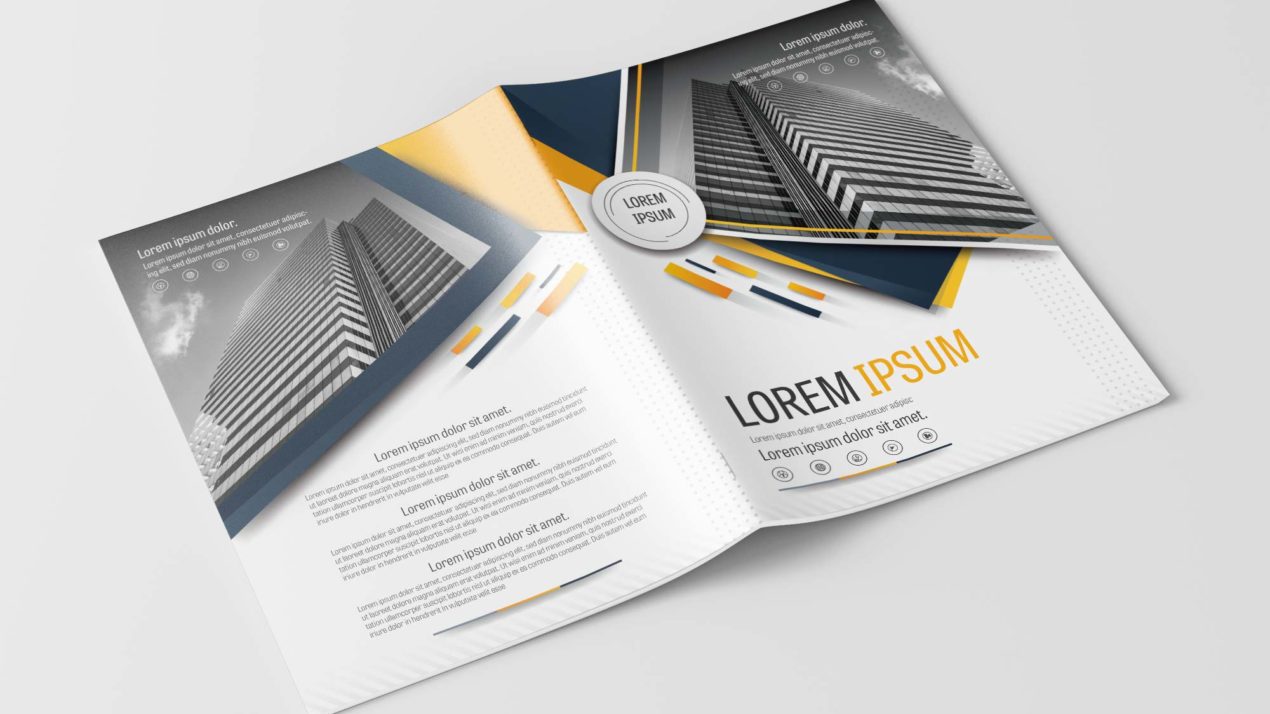 Lorem ipsum dolor.
Lorem ipsum dolor sit amet, consectetuer adipisc-
ing elit, sed diam nonummy nibh euismod volutpat.
Lorem ipsum dolor sit amet.
Lorem ipsum dolor sit amet, consectetuer adipiscing elit, sed diam nonummy nibh euismod tincidunt
ut laoreet dolore magna aliquam erat volutpat. Ut wisi enim ad minim veniam, quis nostrud exerci
tation ullamcorper suscipit lobortis nisl ut aliquip ex ea commodo consequat. Duis autem vel eum
iriure dolor in hendrerit in vulputate velit esse
Lorem ipsum dolor sit amet.
Lorem ipsum dolor sit amet, consectetuer adipiscing elit, sed diam nonummy nibh euismod tincidunt
ut laoreet dolore magna aliquam erat volutpat. Ut wisi enim ad minim veniam, quis nostrud exerci
tation ullamcorper suscipit lobortis nisl ut aliquip ex ea commodo consequat. Duis autem vel eum
iriure dolor in hendrerit in vulputate velit esse
Lorem ipsum dolor sit amet.
Lorem ipsum dolor sit amet, consectetuer adipiscing elit, sed diam nonummy nibh euismod tincidunt
ut laoreet dolore magna aliquam erat volutpat. Ut wisi enim ad minim veniam, quis nostrud exerci
tation ullamcorper suscipit lobortis nisl ut aliquip ex ea commodo consequat. Duis autem vel eum
iriure dolor in hendrerit in vulputate velit esse
Lorem ipsum dolor.
Lorem ipsum dolor sit amet, consectetuer adipisc-
ing elit, sed diam nonummy nibh euismod volutpat.
LOREM
IPSUM
LOREM IPSUM
Lorem ipsum dolor sit amet, consectetuer adipisc
Lorem ipsum dolor sit amet.